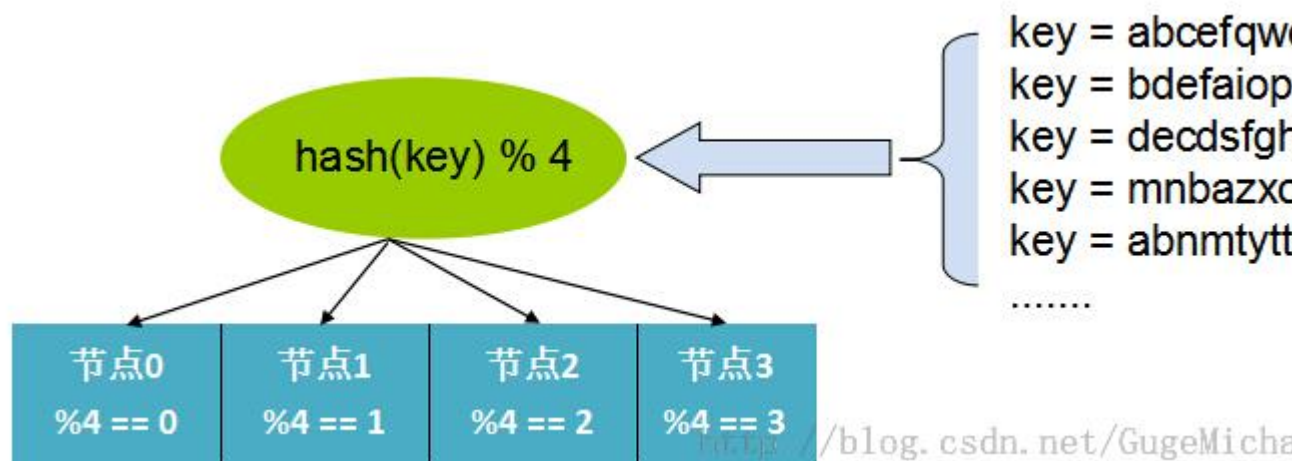 key = abcefqw
key = bdefaiop
key = decdsfgh
key = mnbazxc
key = abnmtytt
.......
hash(key) % 4
节点0
%4 == 0
节点1
%4 == 1
节点2
%4 == 2
节点3
%4 == 3
http://blog.csdn.net/GugeMicha